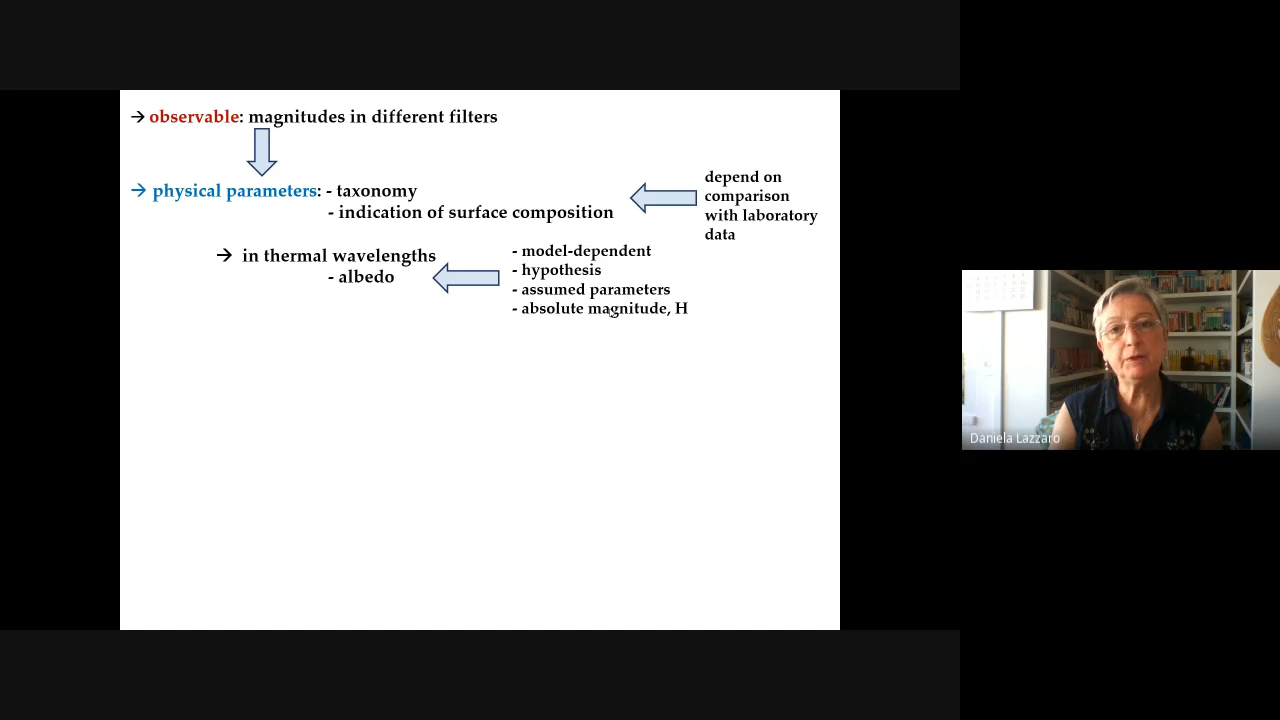 → observable: magnitudes in different filters
→ physical parameters: - taxonomy
- indication of surface composition
depend on
comparison
with laboratory
data
→ in thermal wavelengths
- albedo
- model-dependent
- hypothesis
- assumed parameters
- absolute magnitude, H
Daniela Lazzaro